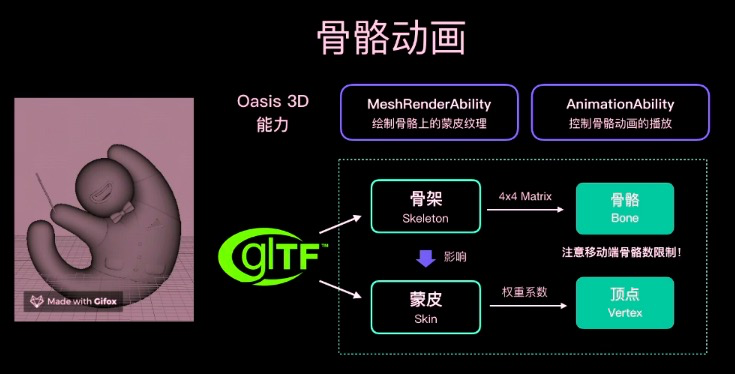 骨骼动画
Oasis 3D
能力
MeshRenderAbility
绘制骨骼上的蒙皮纹理
AnimationAbility
控制骨骼动画的播放
骨架
Skeleton
4x4 Matrix
骨骼
Bone
glTF™
影响
注意移动端骨骼数限制!
蒙皮
Skin
权重系数
顶点
Vertex
Made with Gifox